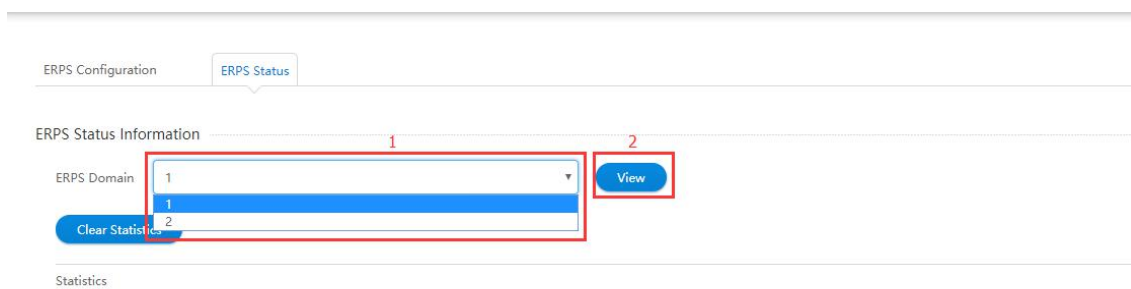 ERPS Configuration ERPS Status
ERPS Status Information
1 2
ERPS Domain 1 View
1
2
Clear Statistics
Statistics